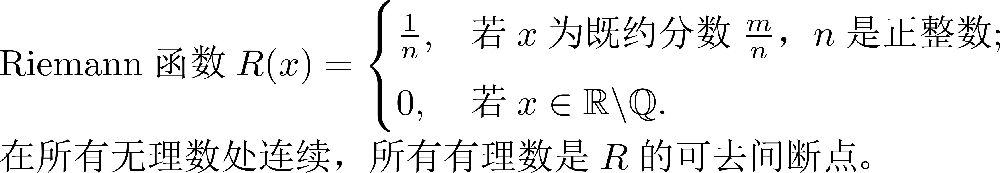 Riemann 函数 $R(x) = \begin{cases} \frac{1}{n}, & \text{若 } x \text{ 为既约分数 } \frac{m}{n}，n \text{ 是正整数;} \\ 0, & \text{若 } x \in \mathbb{R} \backslash \mathbb{Q}. \end{cases}$
在所有无理数处连续，所有有理数是 $R$ 的可去间断点。